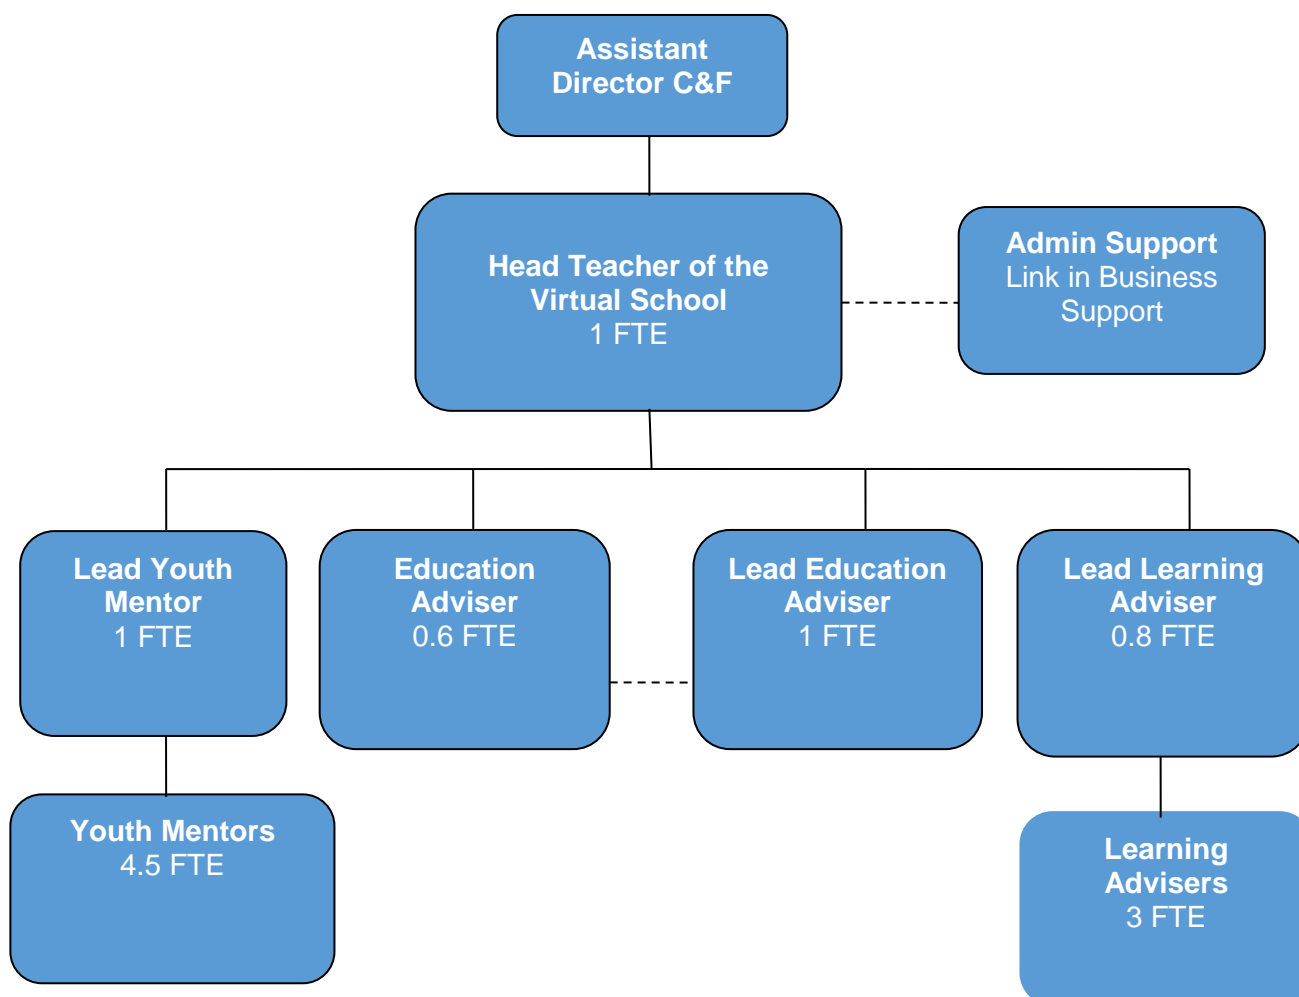 Assistant
Director C&F
Head Teacher of the
Virtual School
1 FTE
Admin Support
Link in Business
Support
Lead Youth
Mentor
1 FTE
Education
Adviser
0.6 FTE
Lead Education
Adviser
1 FTE
Lead Learning
Adviser
0.8 FTE
Youth Mentors
4.5 FTE
Learning
Advisers
3 FTE